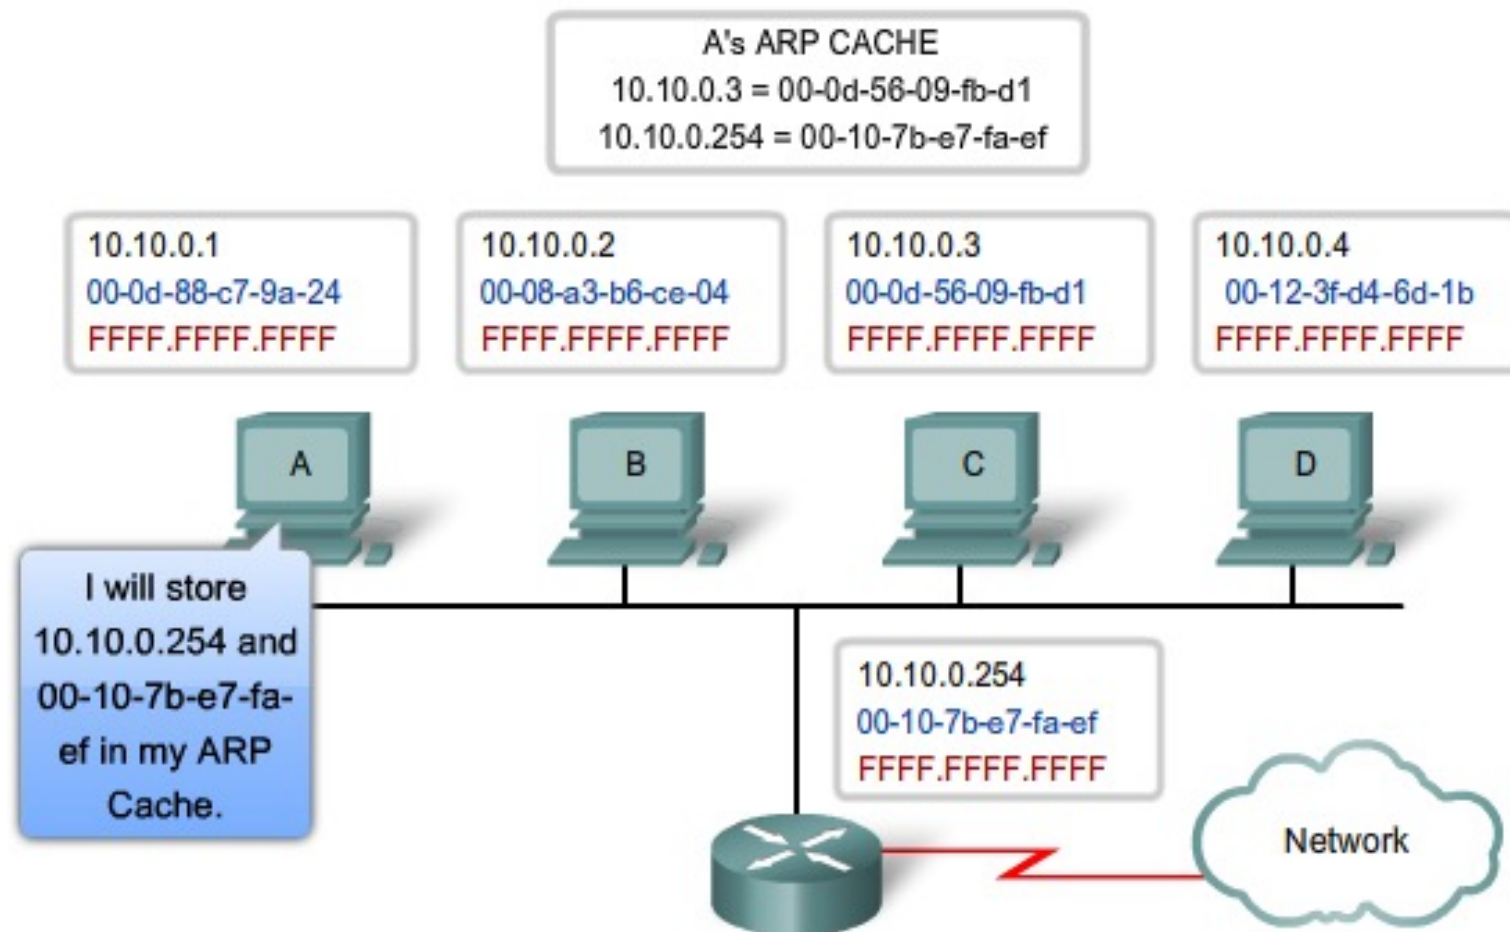 A's ARP CACHE
10.10.0.3 = 00-0d-56-09-fb-d1
10.10.0.254 = 00-10-7b-e7-fa-ef
10.10.0.1
00-0d-88-c7-9a-24
FFFF.FFFF.FFFF
10.10.0.2
00-08-a3-b6-ce-04
FFFF.FFFF.FFFF
10.10.0.3
00-0d-56-09-fb-d1
FFFF.FFFF.FFFF
10.10.0.4
00-12-3f-d4-6d-1b
FFFF.FFFF.FFFF
A
B
C
D
I will store
10.10.0.254 and
00-10-7b-e7-fa-
ef in my ARP
Cache.
10.10.0.254
00-10-7b-e7-fa-ef
FFFF.FFFF.FFFF
Network